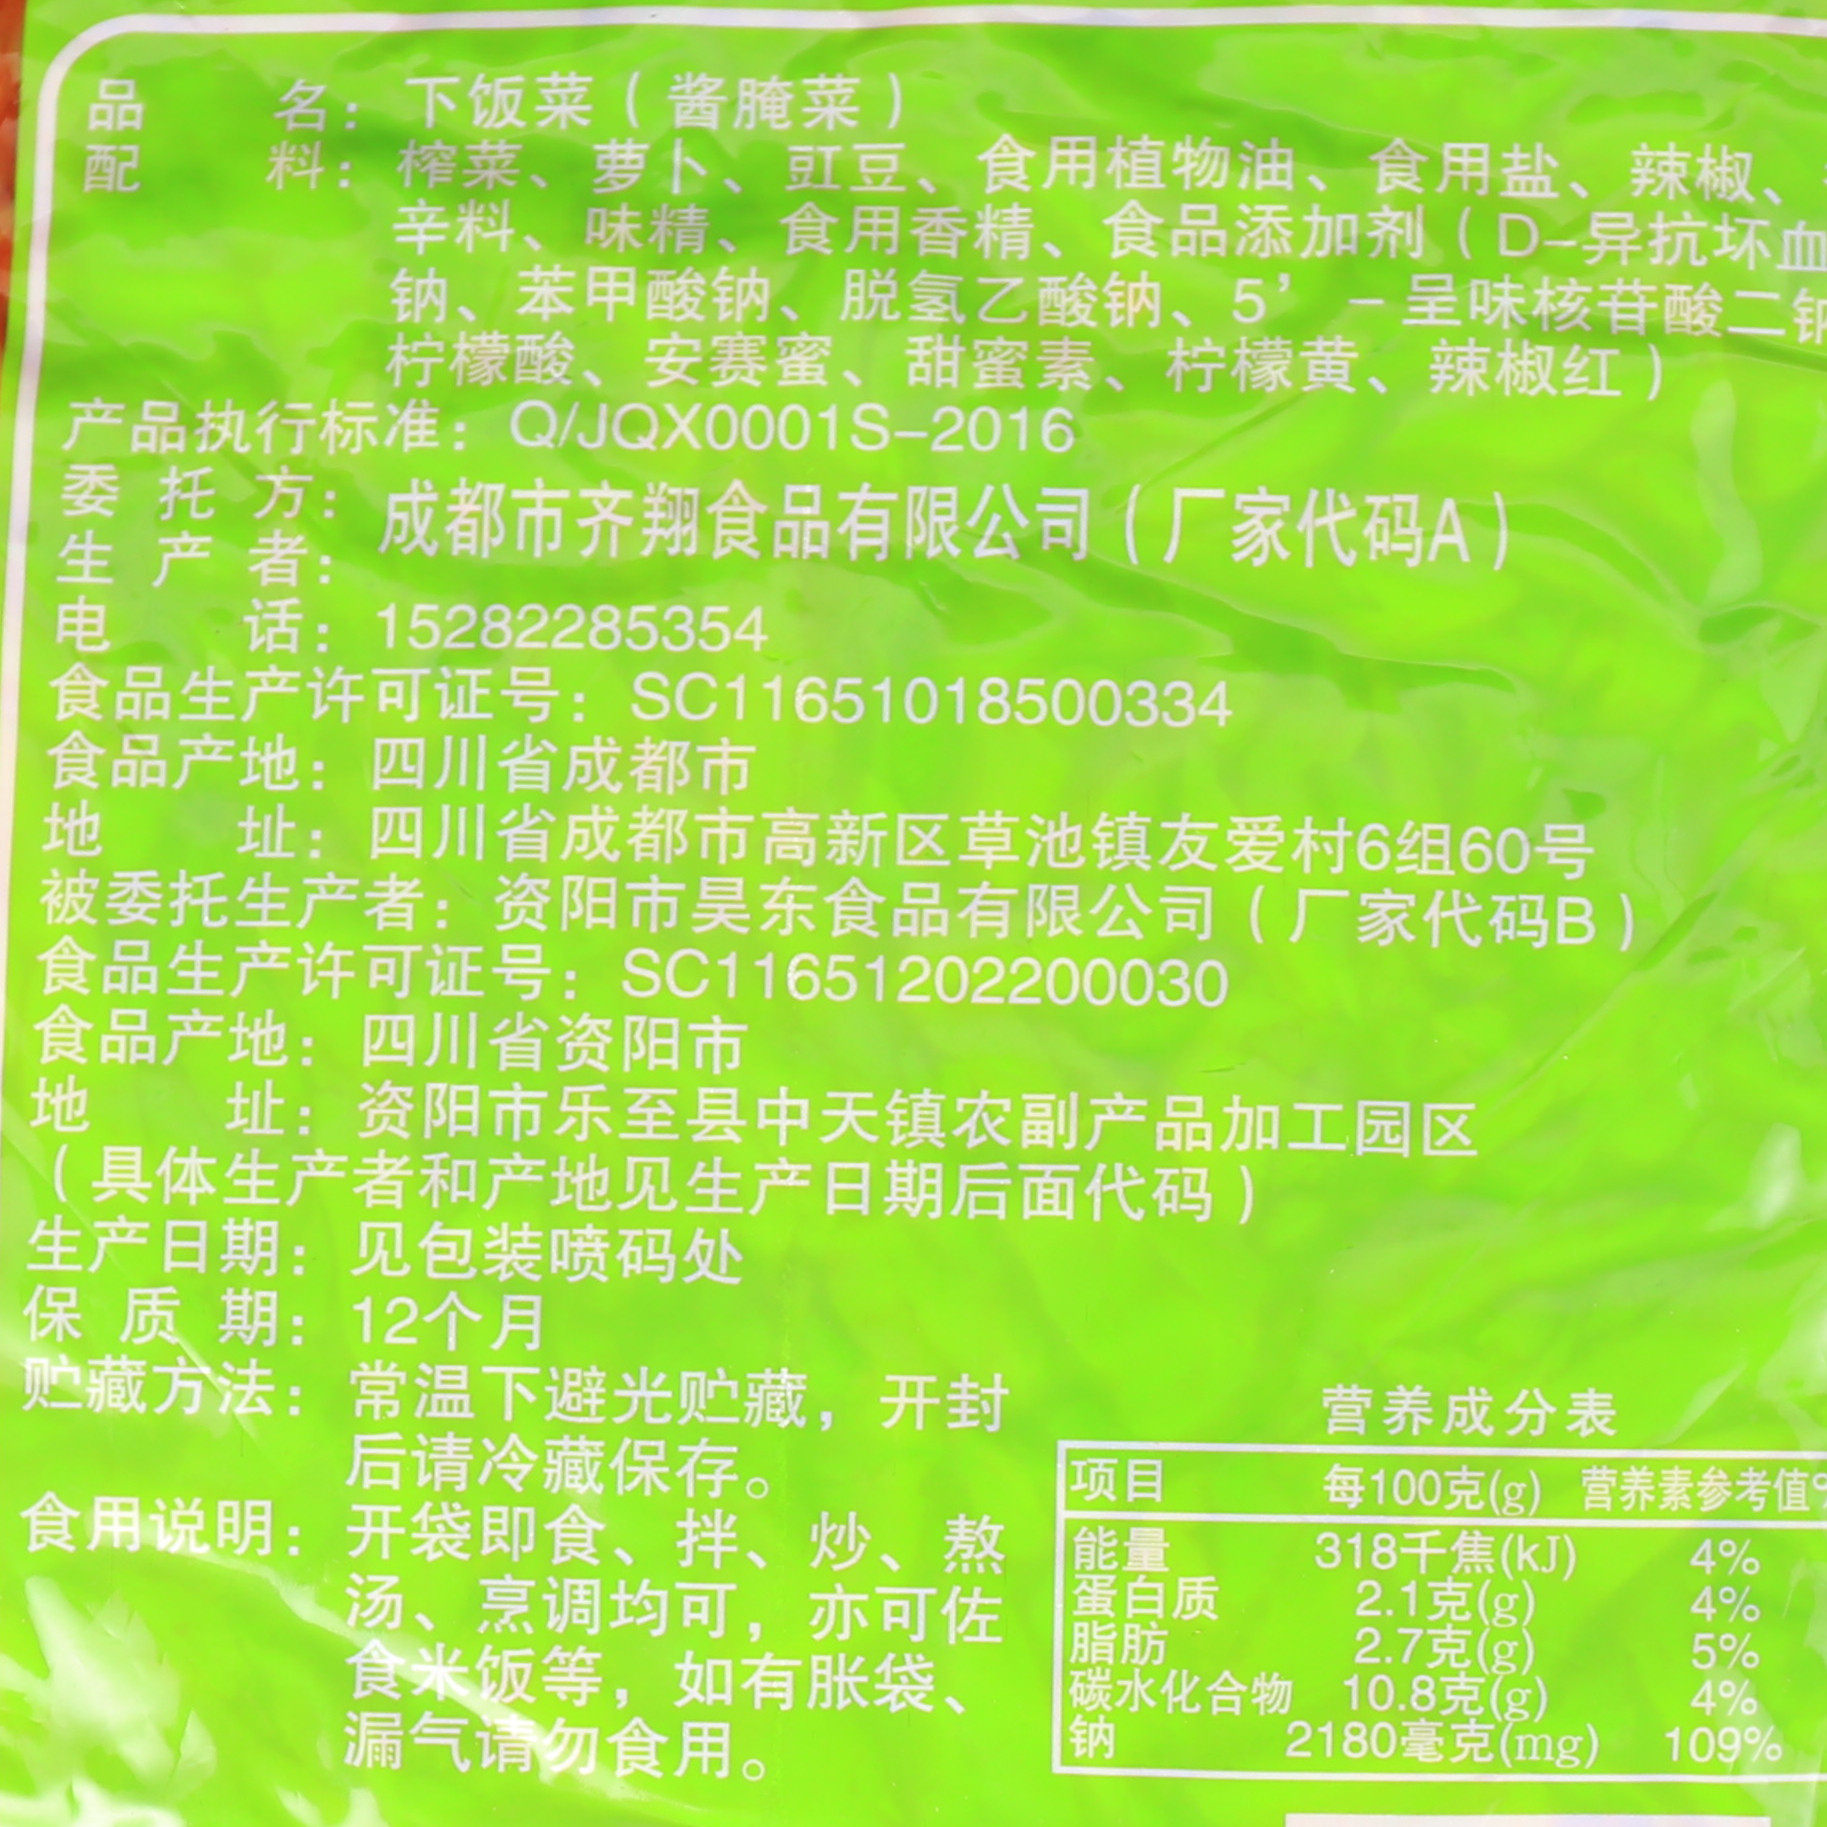 品 名：下饭菜（酱腌菜）
配 料：榨菜、萝卜、豇豆、食用植物油、食用盐、辣椒、
辛料、味精、食用香精、食品添加剂（D-异抗坏血
钠、苯甲酸钠、脱氢乙酸钠、5’-呈味核苷酸二钠
柠檬酸、安赛蜜、甜蜜素、柠檬黄、辣椒红）
产品执行标准：Q/JQX0001S-2016
委 托 方：
生 产 者：
成都市齐翔食品有限公司（厂家代码A）
电 话：15282285354
食品生产许可证号：SC11651018500334
食品产地：四川省成都市
地 址：四川省成都市高新区草池镇友爱村6组60号
被委托生产者：资阳市昊东食品有限公司（厂家代码B）
食品生产许可证号：SC11651202200030
食品产地：四川省资阳市
地 址：资阳市乐至县中天镇农副产品加工园区
（具体生产者和产地见生产日期后面代码）
生产日期：见包装喷码处
保 质 期：12个月
贮藏方法：常温下避光贮藏，开封
后请冷藏保存。
食用说明：开袋即食、拌、炒、熬
汤、烹调均可，亦可佐
食米饭等，如有胀袋、
漏气请勿食用。
营养成分表
项目 每100克(g) 营养素参考值%
能量 318千焦(kJ) 4%
蛋白质 2.1克(g) 4%
脂肪 2.7克(g) 5%
碳水化合物 10.8克(g) 4%
钠 2180毫克(mg) 109%